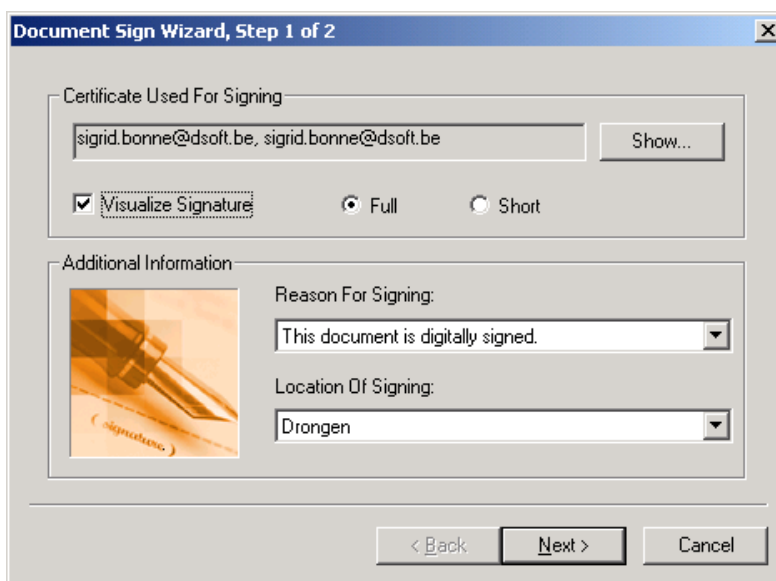 Document Sign Wizard, Step 1 of 2
Certificate Used For Signing
sigrid.bonne@dsoft.be, sigrid.bonne@dsoft.be
Show...
Visualize Signature
Full
Short
Additional Information
Reason For Signing:
This document is digitally signed.
Location Of Signing:
Drongen
( signature )
< Back
Next >
Cancel